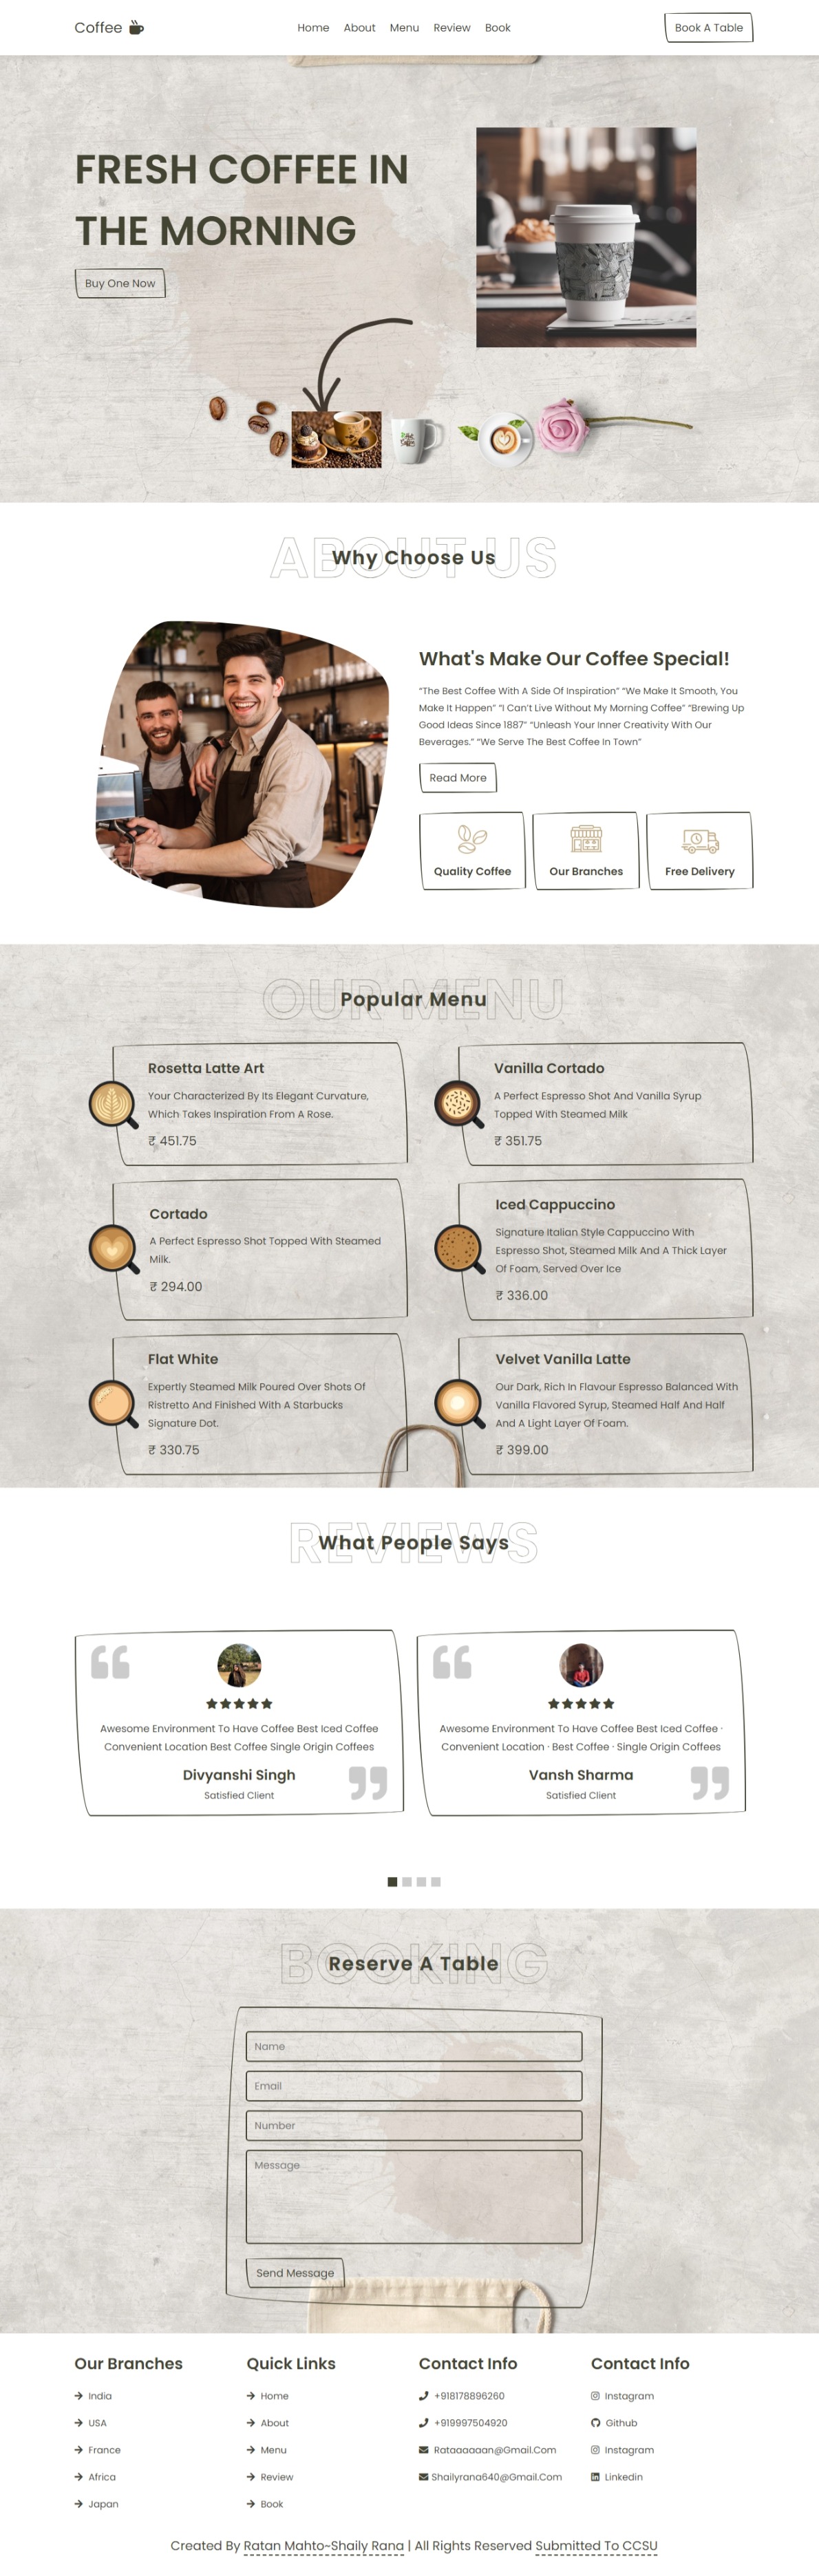 Coffee
Home About Menu Review Book
Book A Table
FRESH COFFEE IN
THE MORNING
Buy One Now
ABOUT US
Why Choose Us
What's Make Our Coffee Special!
“The Best Coffee With A Side Of Inspiration” “We Make It Smooth, You
Make It Happen” “I Can’t Live Without My Morning Coffee” “Brewing Up
Good Ideas Since 1887” “Unleash Your Inner Creativity With Our
Beverages.” “We Serve The Best Coffee In Town”
Read More
Quality Coffee
Our Branches
Free Delivery
OUR MENU
Popular Menu
Rosetta Latte Art
Your Characterized By Its Elegant Curvature,
Which Takes Inspiration From A Rose.
₹ 451.75
Vanilla Cortado
A Perfect Espresso Shot And Vanilla Syrup
Topped With Steamed Milk
₹ 351.75
Cortado
A Perfect Espresso Shot Topped With Steamed
Milk.
₹ 294.00
Iced Cappuccino
Signature Italian Style Cappuccino With
Espresso Shot, Steamed Milk And A Thick Layer
Of Foam, Served Over Ice
₹ 336.00
Flat White
Expertly Steamed Milk Poured Over Shots Of
Ristretto And Finished With A Starbucks
Signature Dot.
₹ 330.75
Velvet Vanilla Latte
Our Dark, Rich In Flavour Espresso Balanced With
Vanilla Flavored Syrup, Steamed Half And Half
And A Light Layer Of Foam.
₹ 399.00
REVIEWS
What People Says
Awesome Environment To Have Coffee Best Iced Coffee
Convenient Location Best Coffee Single Origin Coffees
Divyanshi Singh
Satisfied Client
Awesome Environment To Have Coffee Best Iced Coffee ·
Convenient Location · Best Coffee · Single Origin Coffees
Vansh Sharma
Satisfied Client
BOOKING
Reserve A Table
Name
Email
Number
Message
Send Message
Our Branches
India
USA
France
Africa
Japan
Quick Links
Home
About
Menu
Review
Book
Contact Info
+918178896260
+919997504920
Rataaaaaan@Gmail.Com
Shailyrana640@Gmail.Com
Contact Info
Instagram
Github
Instagram
Linkedin
Created By Ratan Mahto~Shaily Rana | All Rights Reserved Submitted To CCSU